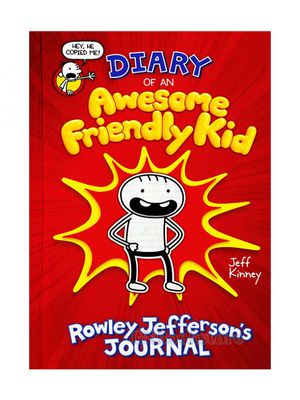 HEY, HE
COPIED ME!
DIARY
OF AN
Awesome
Friendly Kid
Jeff
Kinney
Rowley Jefferson's
JOURNAL